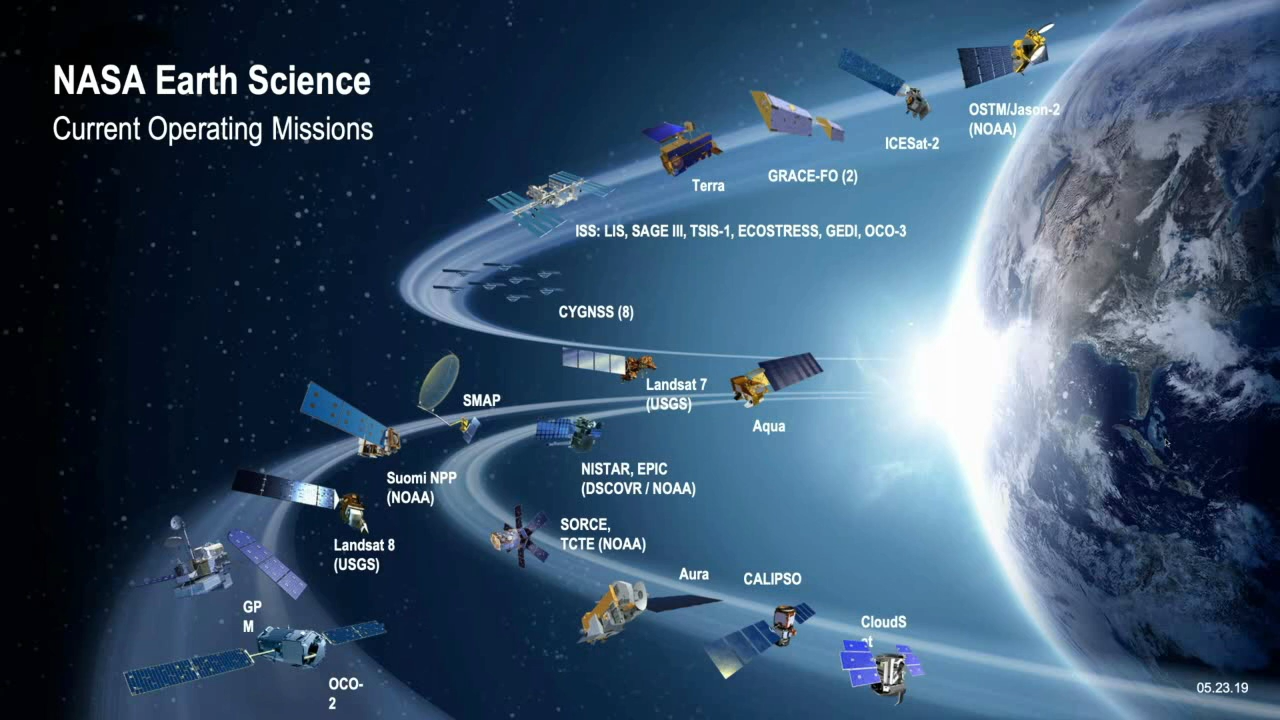 NASA Earth Science
Current Operating Missions
OSTM/Jason-2
(NOAA)
ICESat-2
GRACE-FO (2)
Terra
ISS: LIS, SAGE III, TSIS-1, ECOSTRESS, GEDI, OCO-3
CYGNSS (8)
Landsat 7
(USGS)
SMAP
Aqua
Suomi NPP
(NOAA)
NISTAR, EPIC
(DSCOVR / NOAA)
SORCE,
TCTE (NOAA)
Landsat 8
(USGS)
Aura
CALIPSO
GP
M
CloudS
at
OCO-
2
05.23.19